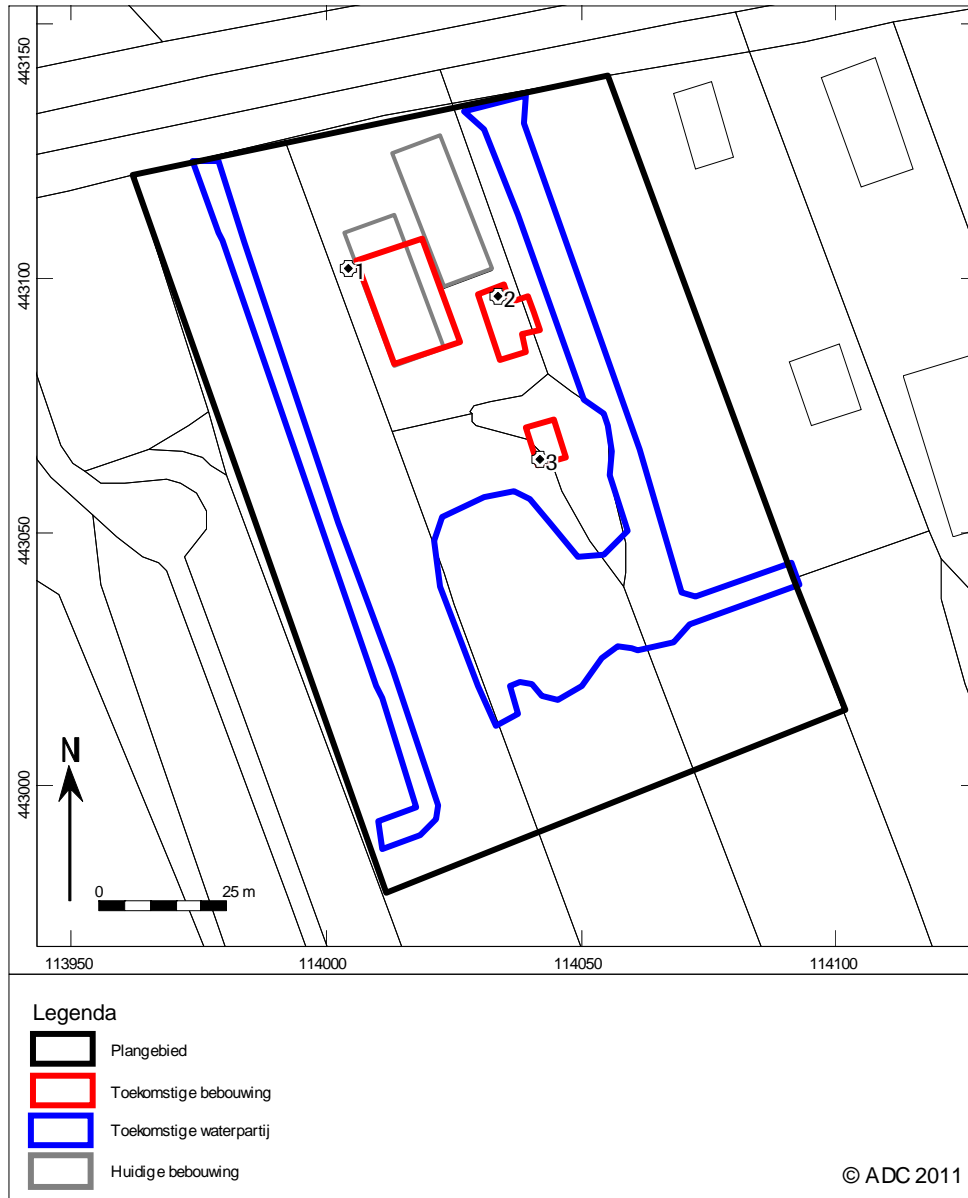 443150
443100
443050
443000
1
2
3
N
0 25 m
113950 114000 114050 114100
Legenda
Plangebied
Toekomstige bebouwing
Toekomstige waterpartij
Huidige bebouwing
© ADC 2011